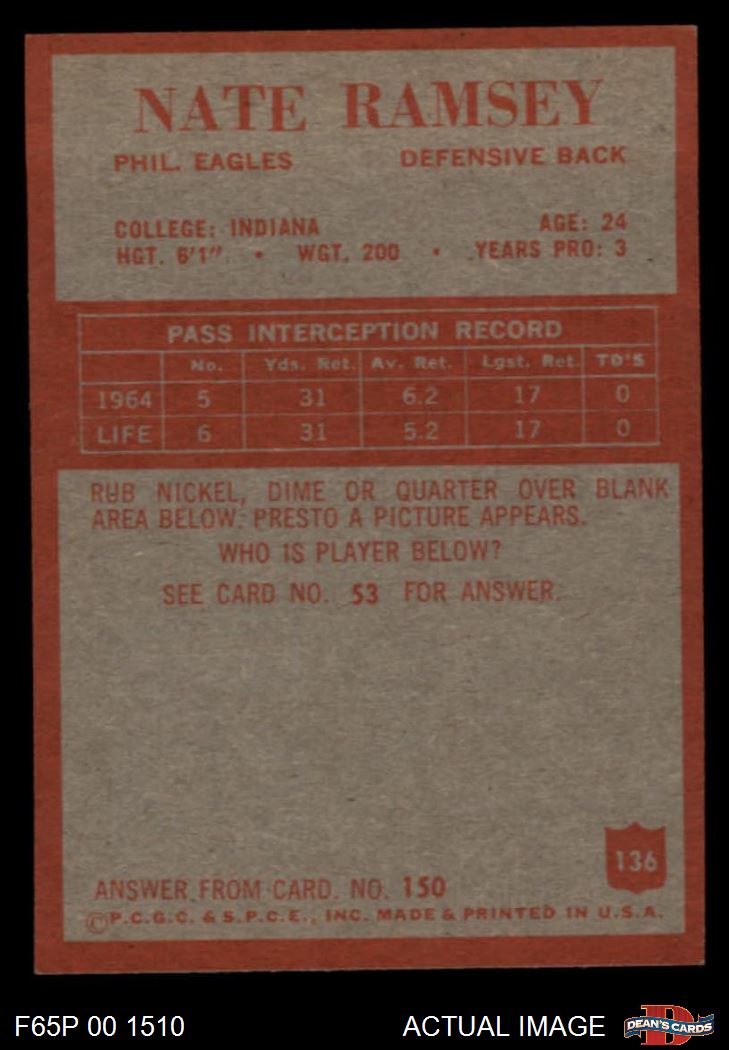 NATE RAMSEY
PHIL. EAGLES DEFENSIVE BACK
COLLEGE: INDIANA AGE: 24
HGT. 6'1". • WGT. 200 • YEARS PRO: 3
PASS INTERCEPTION RECORD
No. Yds. Ret. Av. Ret. Lgst. Ret. TD'S
1964 5 31 6.2 17 0
LIFE 6 31 5.2 17 0
RUB NICKEL, DIME OR QUARTER OVER BLANK
AREA BELOW. PRESTO A PICTURE APPEARS.
WHO IS PLAYER BELOW?
SEE CARD NO. 53 FOR ANSWER.
136
ANSWER FROM CARD. NO. 150
©P.C.G.C. & S.P.C.E., INC. MADE & PRINTED IN U.S.A.
F65P 00 1510 ACTUAL IMAGE DEAN'S CARDS